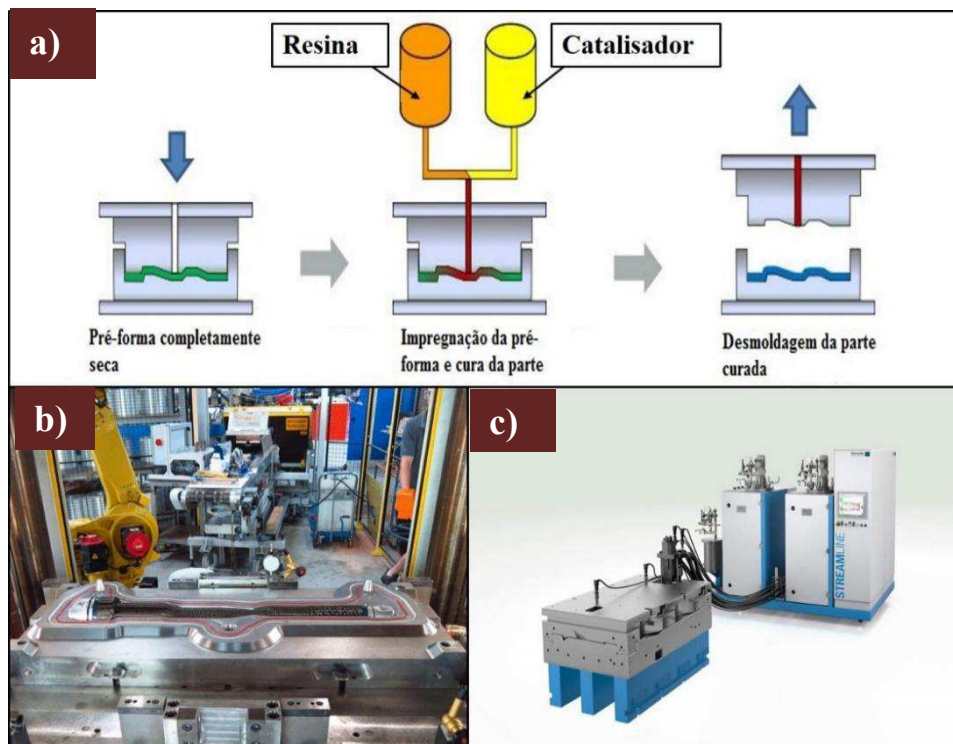 a)
Resina
Catalisador
Pré-forma completamente
seca
Impregnação da pré-
forma e cura da parte
Desmoldagem da parte
curada
b)
c)
STREAMLINE